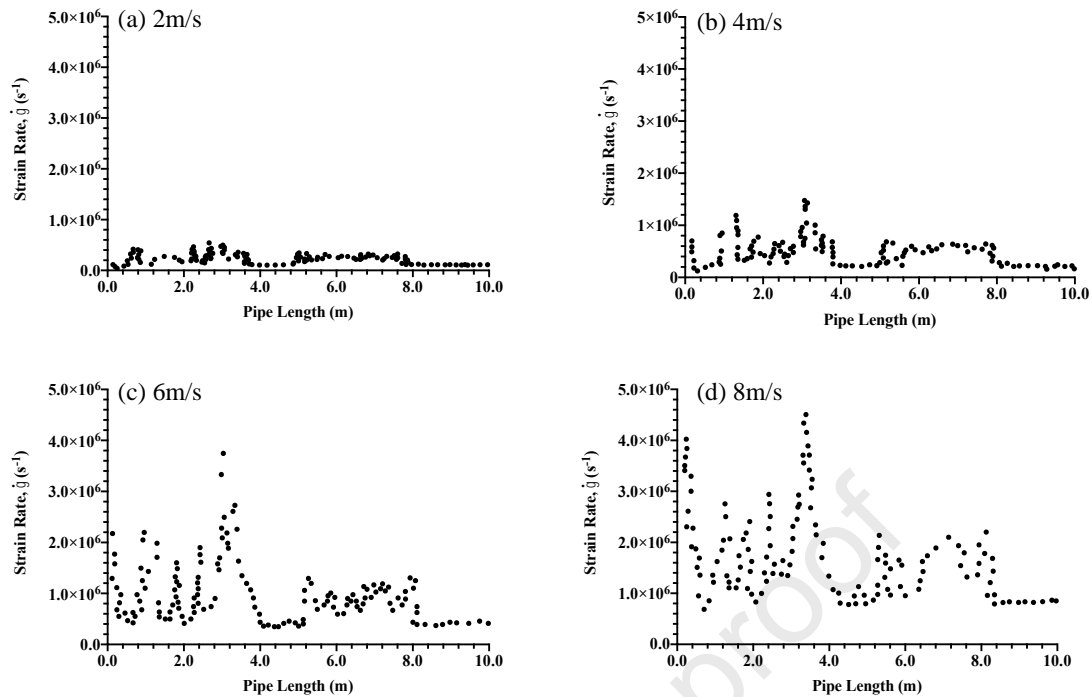 (a) 2m/s
5.0×10⁶
4.0×10⁶
3.0×10⁶
2.0×10⁶
1.0×10⁶
0.0
Strain Rate, ġ (s⁻¹)
0.0 2.0 4.0 6.0 8.0 10.0
Pipe Length (m)
(b) 4m/s
5×10⁶
4×10⁶
3×10⁶
2×10⁶
1×10⁶
0
Strain Rate, ġ (s⁻¹)
0.0 2.0 4.0 6.0 8.0 10.0
Pipe Length (m)
(c) 6m/s
5.0×10⁶
4.0×10⁶
3.0×10⁶
2.0×10⁶
1.0×10⁶
0.0
Strain Rate, ġ (s⁻¹)
0.0 2.0 4.0 6.0 8.0 10.0
Pipe Length (m)
(d) 8m/s
5.0×10⁶
4.0×10⁶
3.0×10⁶
2.0×10⁶
1.0×10⁶
0.0
Strain Rate, ġ (s⁻¹)
0.0 2.0 4.0 6.0 8.0 10.0
Pipe Length (m)
proof